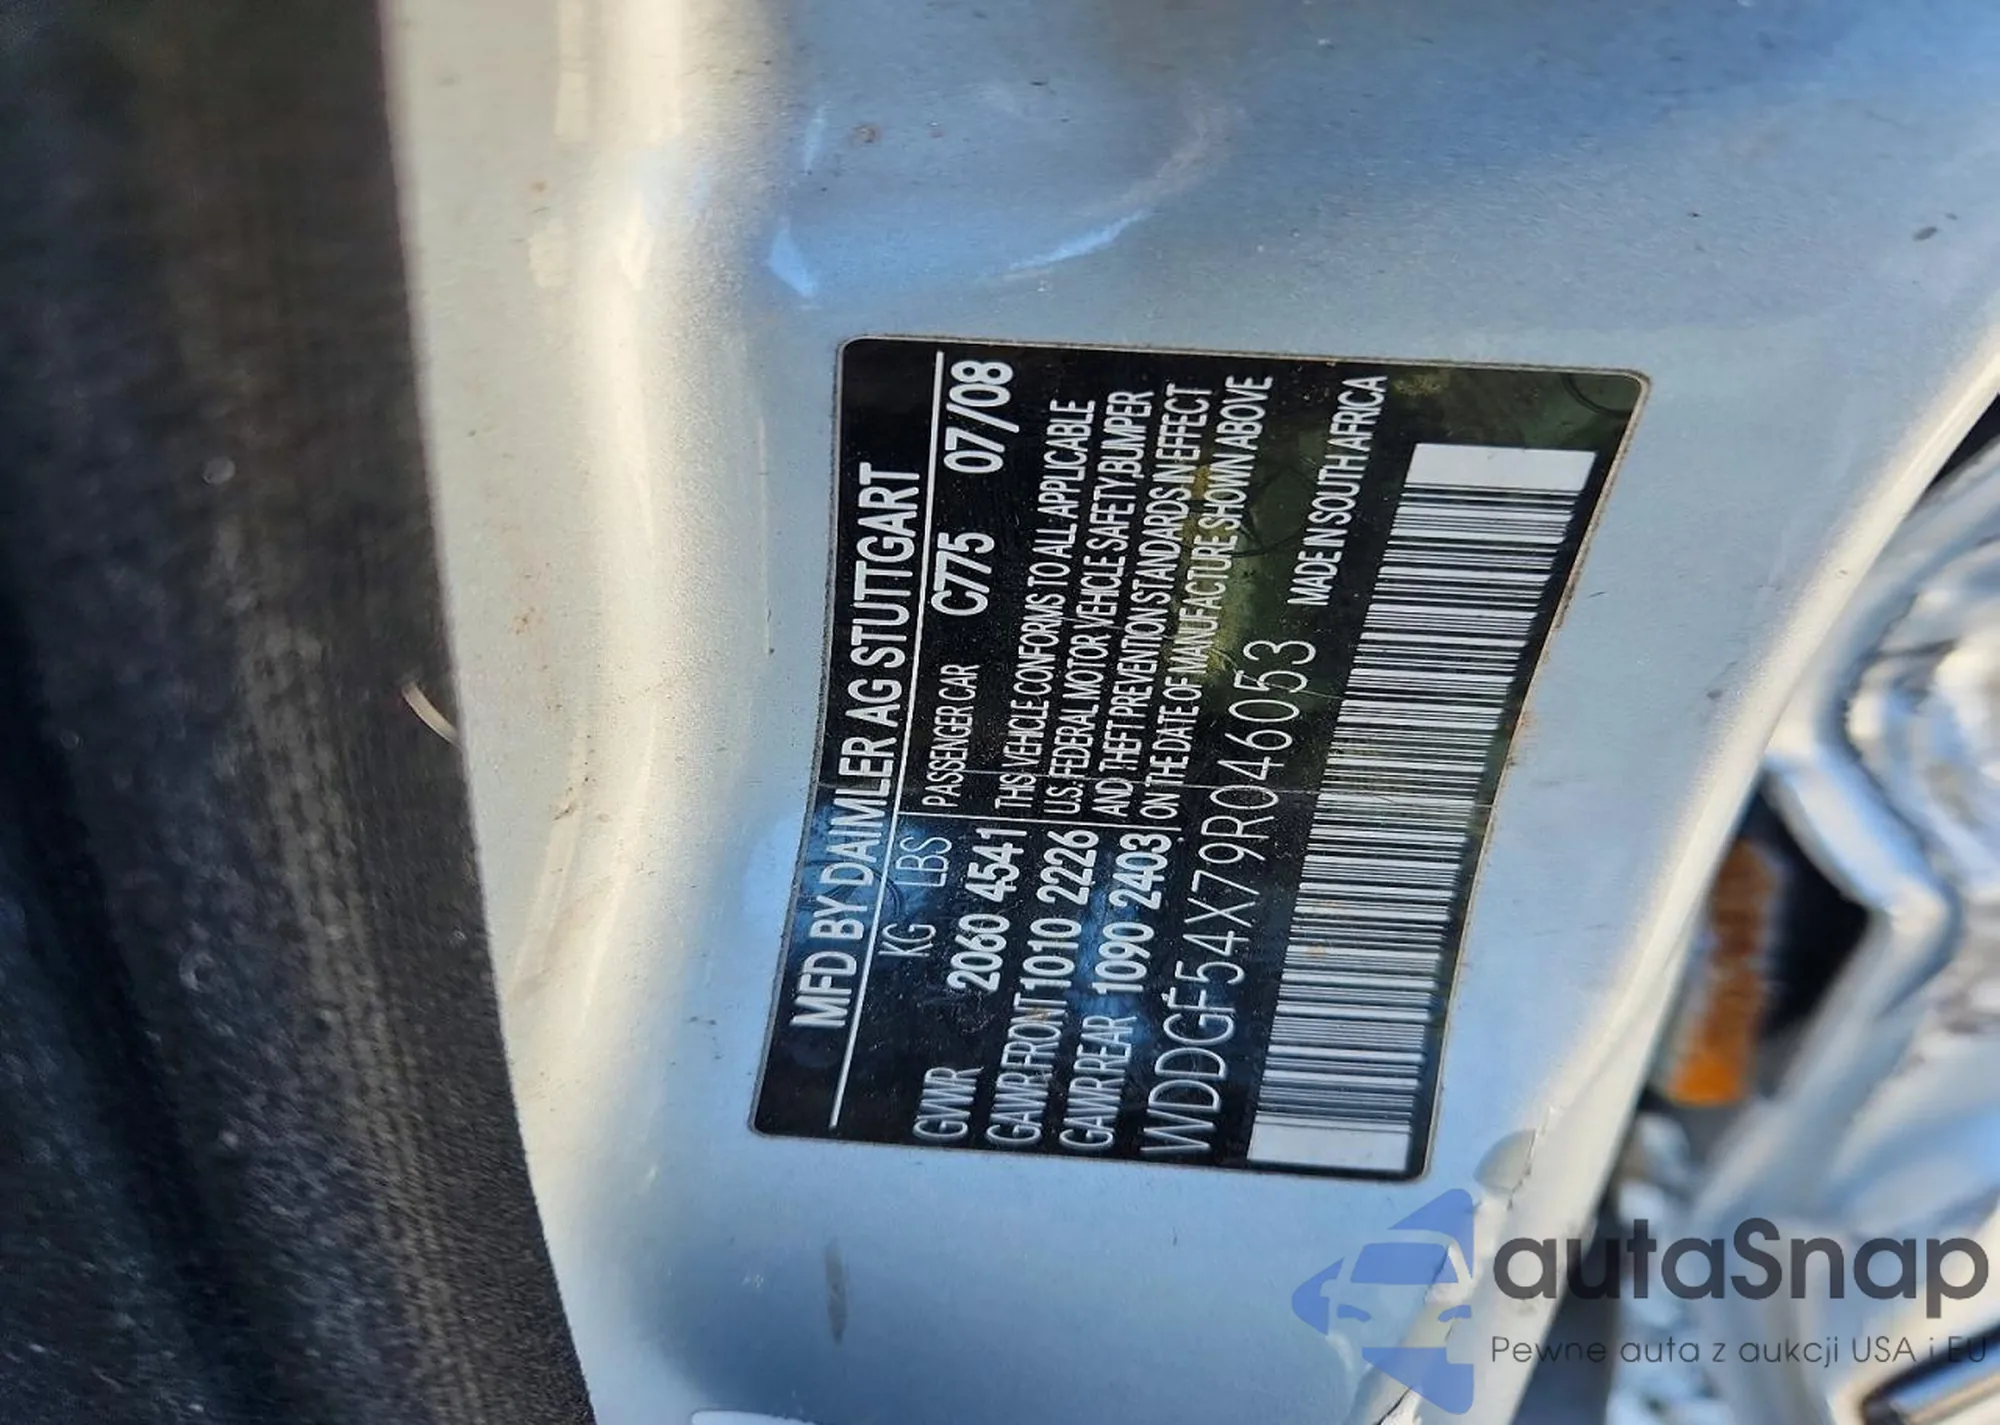 MFD BY DAIMLER AG STUTTGART
KG LBS PASSENGER CAR C775 07/08
GVWR 2060 4541 THIS VEHICLE CONFORMS TO ALL APPLICABLE
GAWR FRONT 1010 2226 U.S. FEDERAL MOTOR VEHICLE SAFETY, BUMPER
GAWR REAR 1090 2403 AND THEFT PREVENTION STANDARDS IN EFFECT
ON THE DATE OF MANUFACTURE SHOWN ABOVE
WDDGF54X79R046053 MADE IN SOUTH AFRICA
autaSnap
Pewne auta z aukcji USA i EU